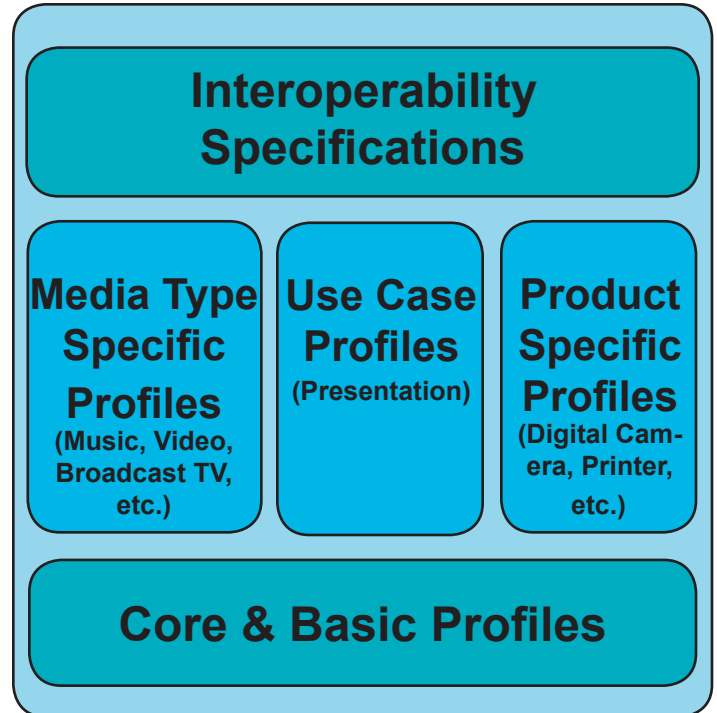 Interoperability
Specifications
Media Type
Specific
Profiles
(Music, Video,
Broadcast TV,
etc.)
Use Case
Profiles
(Presentation)
Product
Specific
Profiles
(Digital Cam-
era, Printer,
etc.)
Core & Basic Profiles